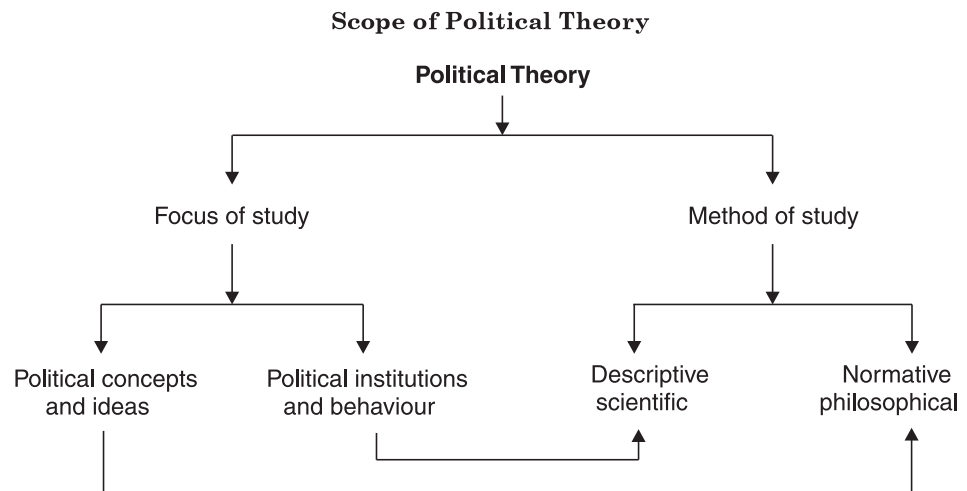 Scope of Political Theory
Political Theory
Focus of study
Method of study
Political concepts
and ideas
Political institutions
and behaviour
Descriptive
scientific
Normative
philosophical